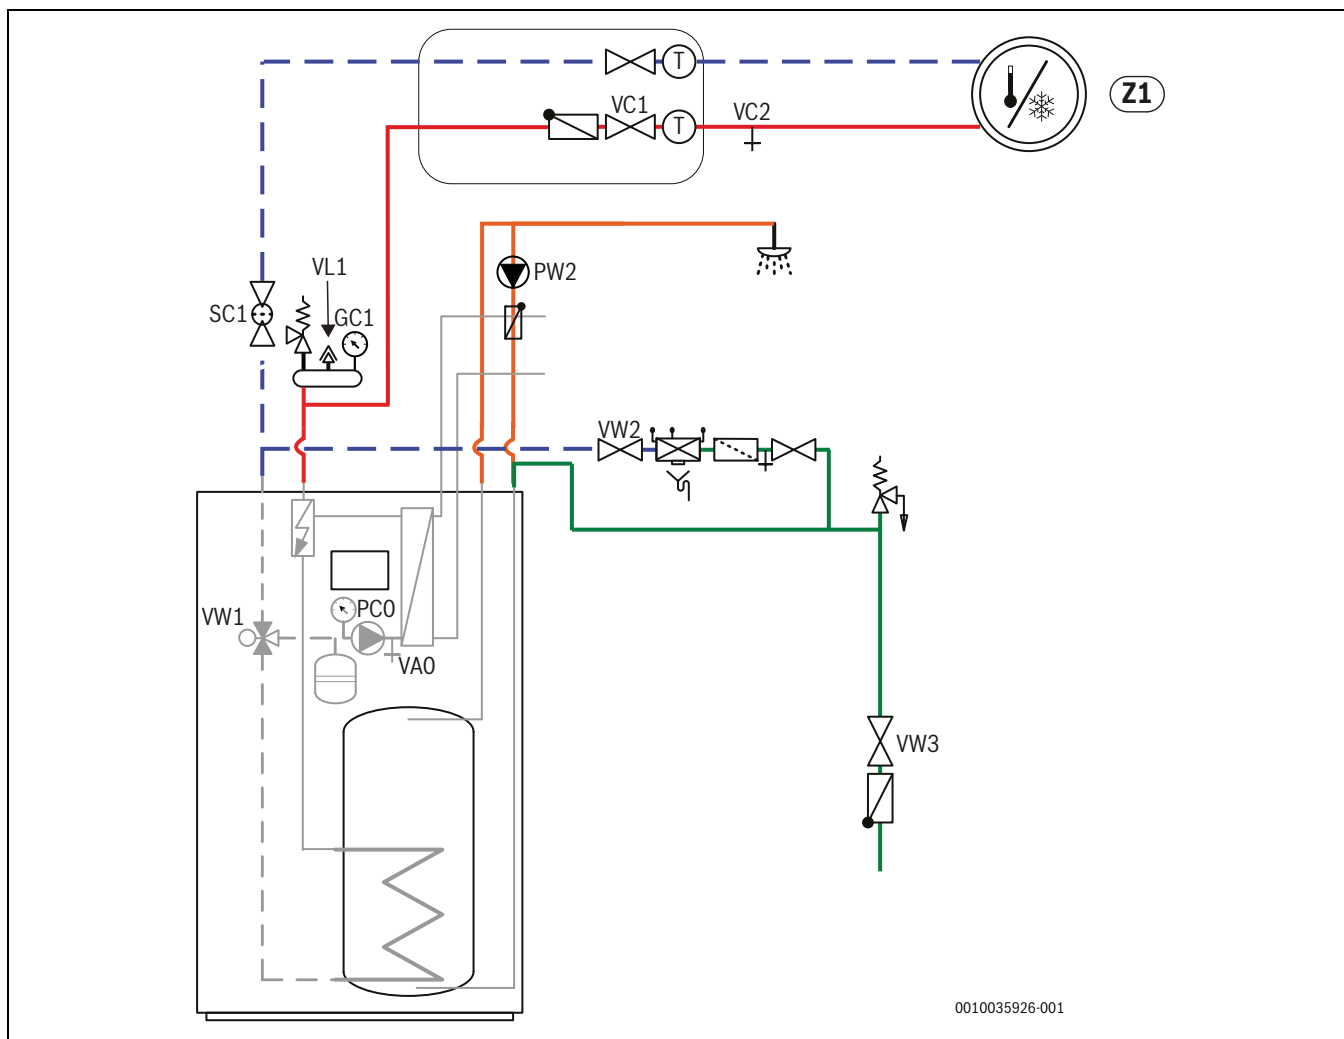 T
Z1
VC1
T
VC2
VL1
PW2
SC1
GC1
VW2
PC0
VW1
VA0
VW3
0010035926-001